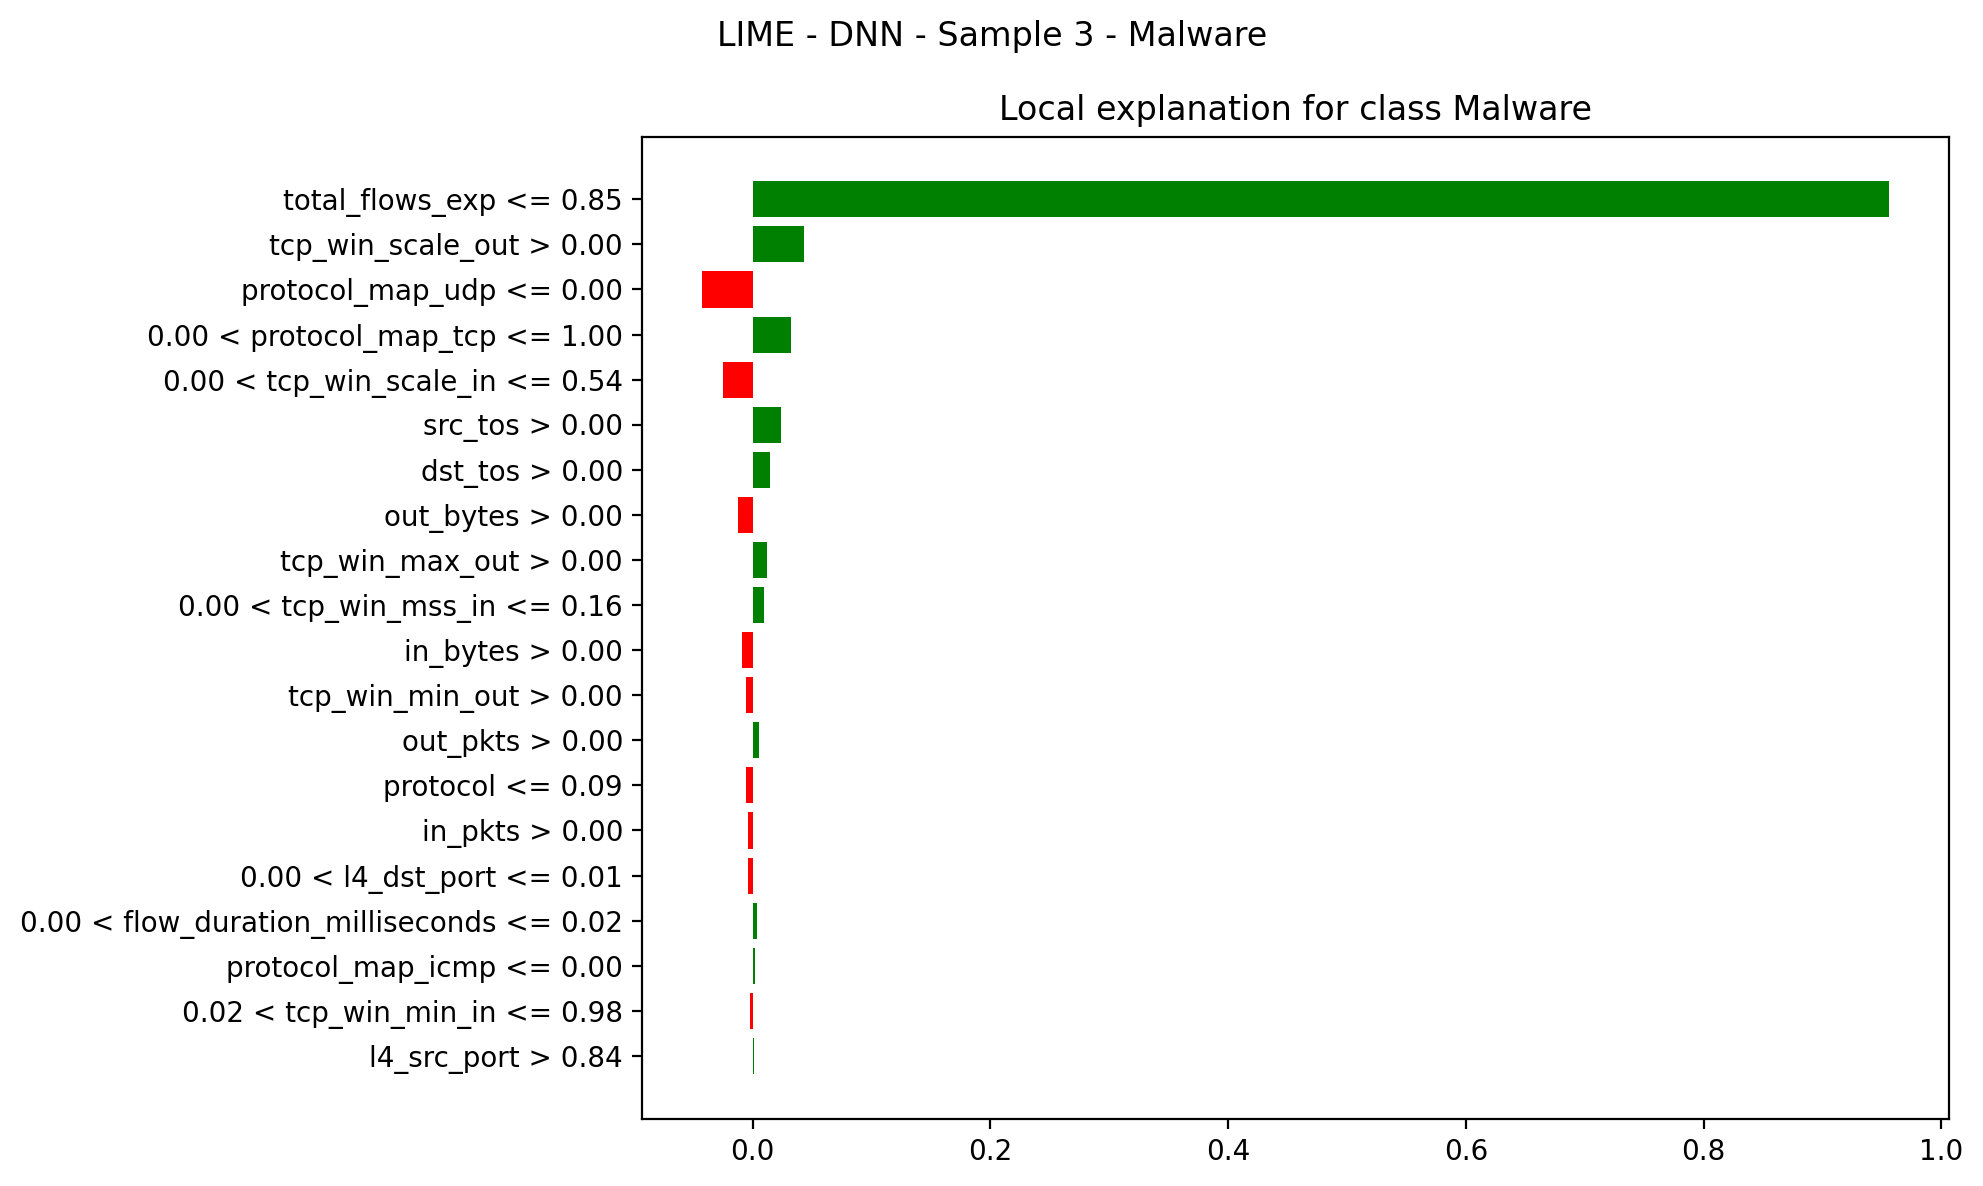 LIME - DNN - Sample 3 - Malware
Local explanation for class Malware
total_flows_exp <= 0.85
tcp_win_scale_out > 0.00
protocol_map_udp <= 0.00
0.00 < protocol_map_tcp <= 1.00
0.00 < tcp_win_scale_in <= 0.54
src_tos > 0.00
dst_tos > 0.00
out_bytes > 0.00
tcp_win_max_out > 0.00
0.00 < tcp_win_mss_in <= 0.16
in_bytes > 0.00
tcp_win_min_out > 0.00
out_pkts > 0.00
protocol <= 0.09
in_pkts > 0.00
0.00 < l4_dst_port <= 0.01
0.00 < flow_duration_milliseconds <= 0.02
protocol_map_icmp <= 0.00
0.02 < tcp_win_min_in <= 0.98
l4_src_port > 0.84
0.0 0.2 0.4 0.6 0.8 1.0